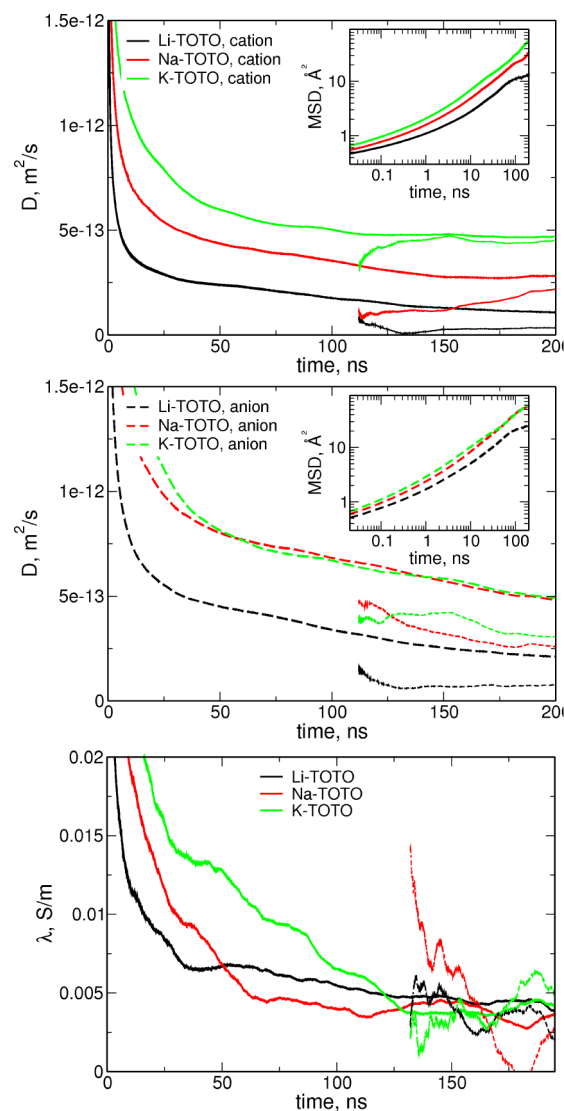 1.5e-12
1e-12
5e-13
0
D, m²/s
Li-TOTO, cation
Na-TOTO, cation
K-TOTO, cation
MSD, Å²
10
1
0.1 1 10 100
time, ns
0 50 100 150 200
time, ns
1.5e-12
1e-12
5e-13
0
D, m²/s
Li-TOTO, anion
Na-TOTO, anion
K-TOTO, anion
MSD, Å²
10
1
0.1 1 10 100
time, ns
0 50 100 150 200
time, ns
0.02
0.015
0.01
0.005
0
λ, S/m
Li-TOTO
Na-TOTO
K-TOTO
0 50 100 150
time, ns